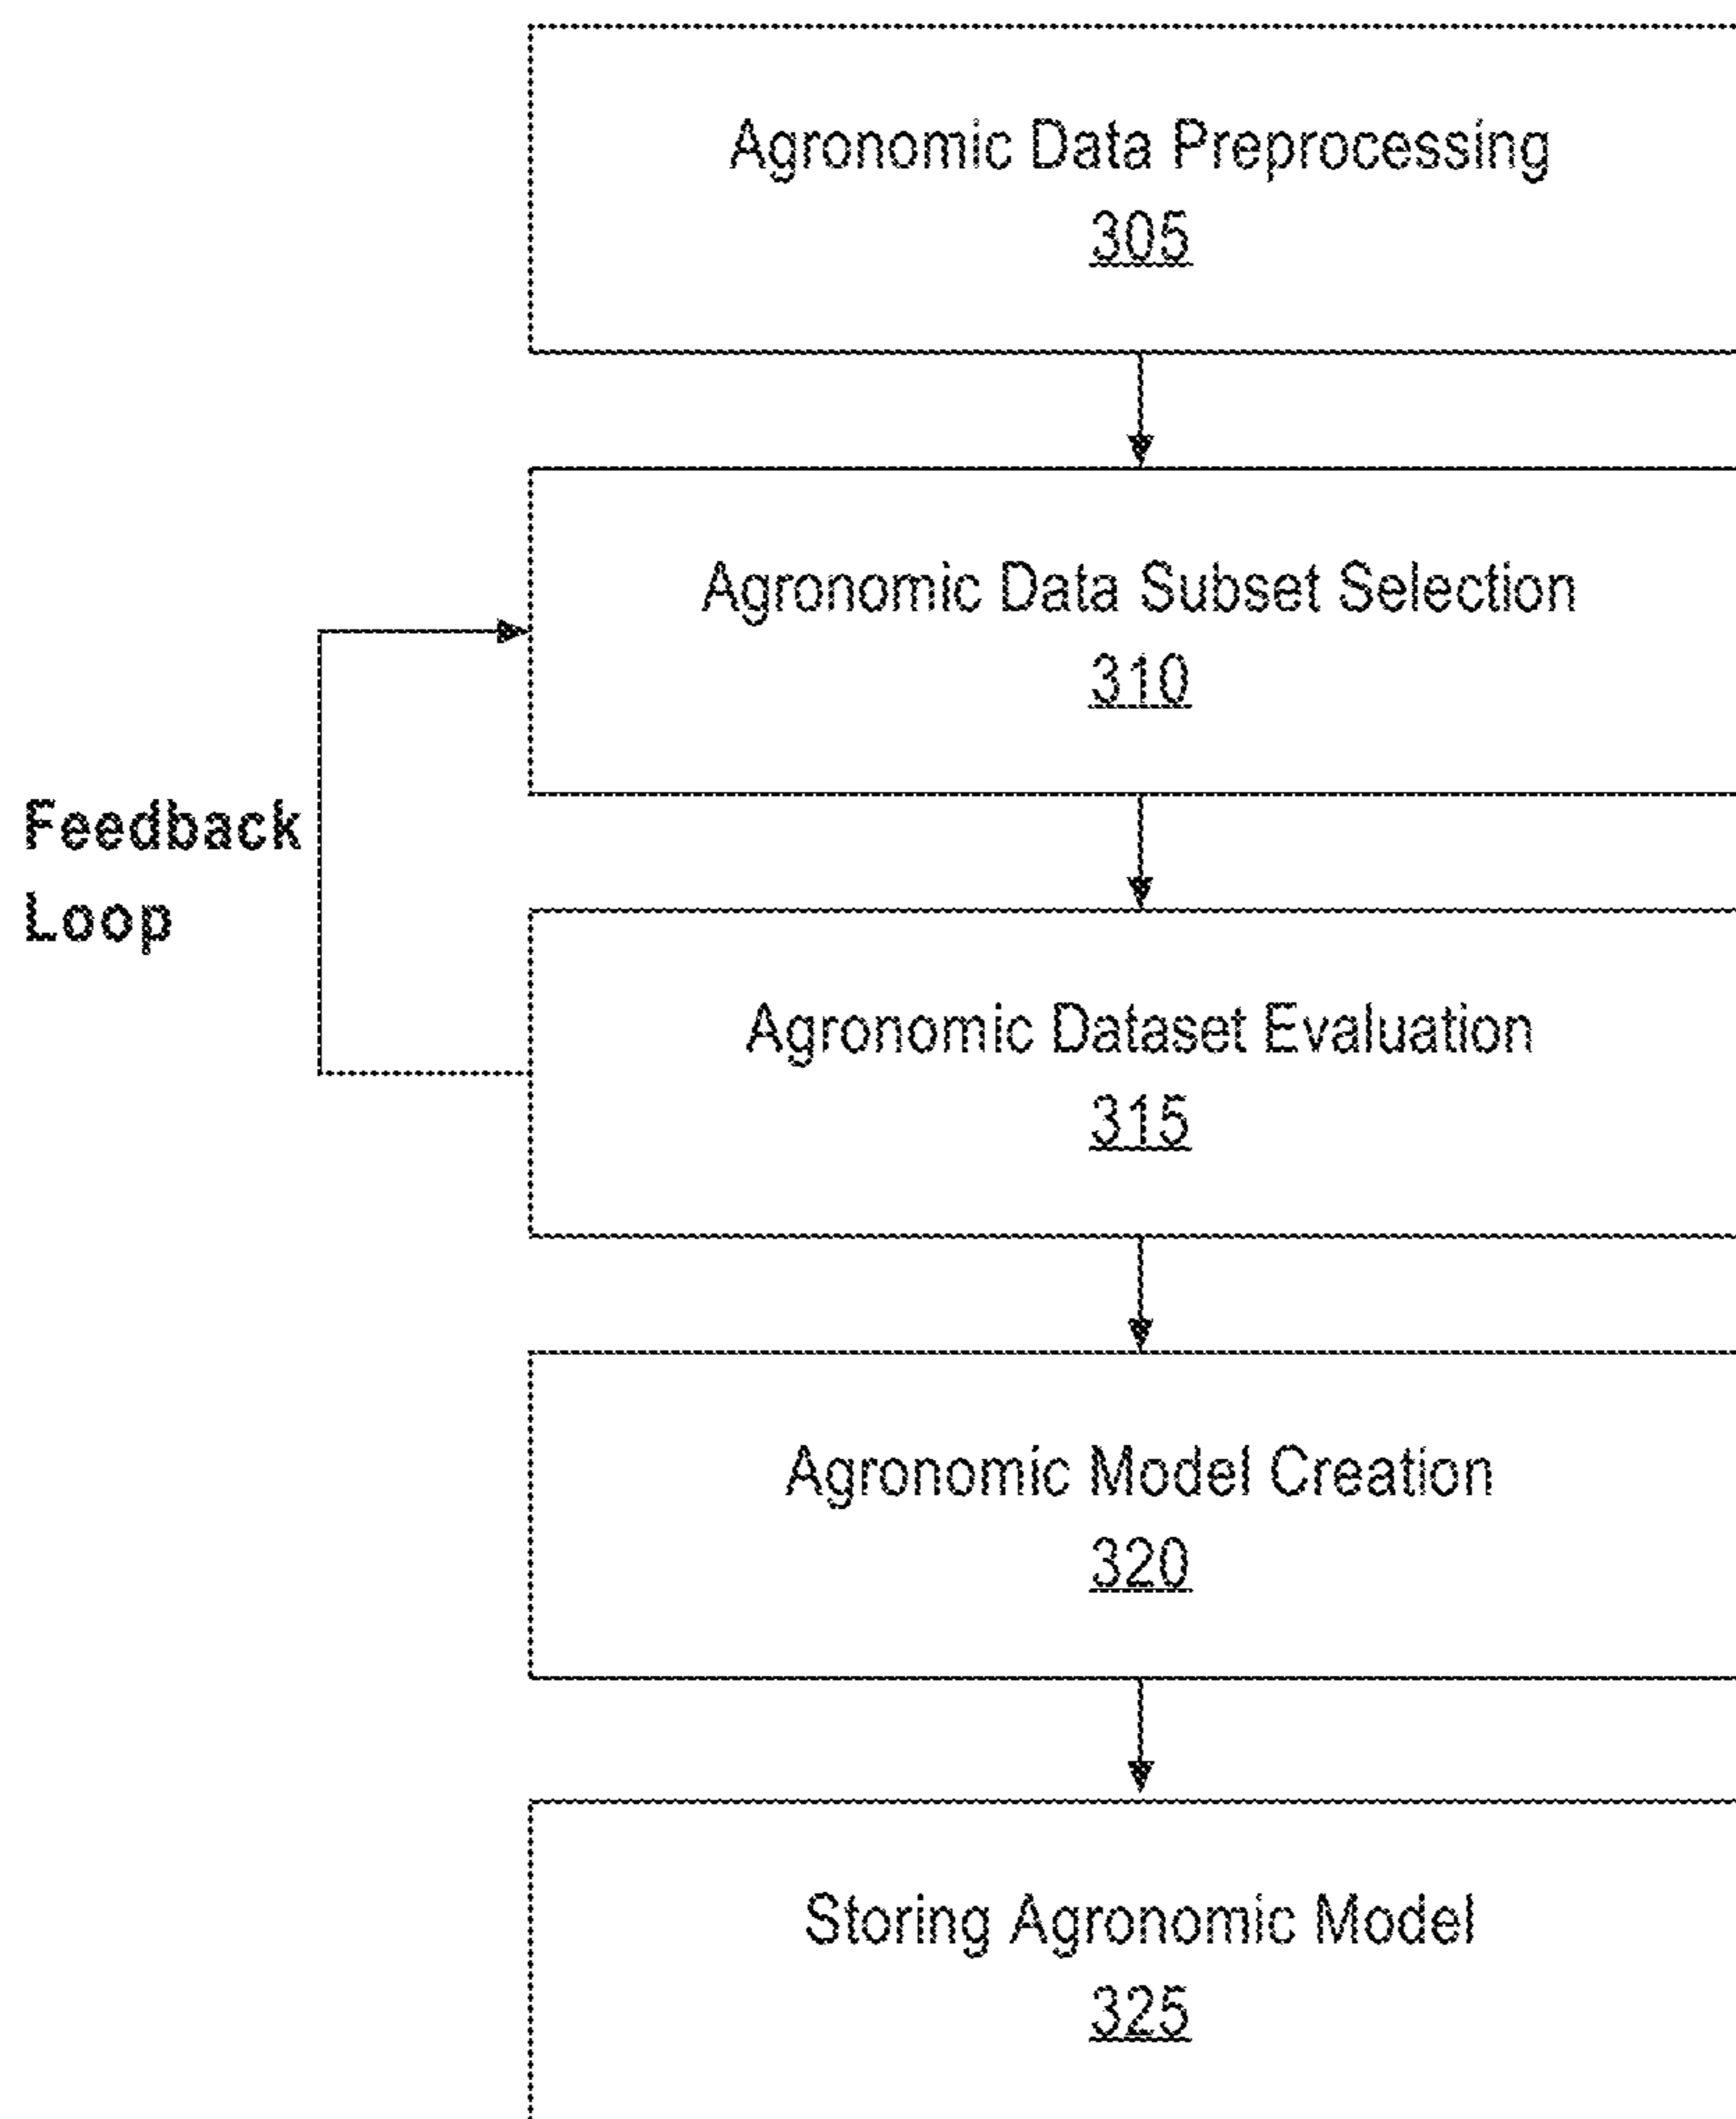 Agronomic Data Preprocessing
305
Agronomic Data Subset Selection
310
Feedback
Loop
Agronomic Dataset Evaluation
315
Agronomic Model Creation
320
Storing Agronomic Model
325